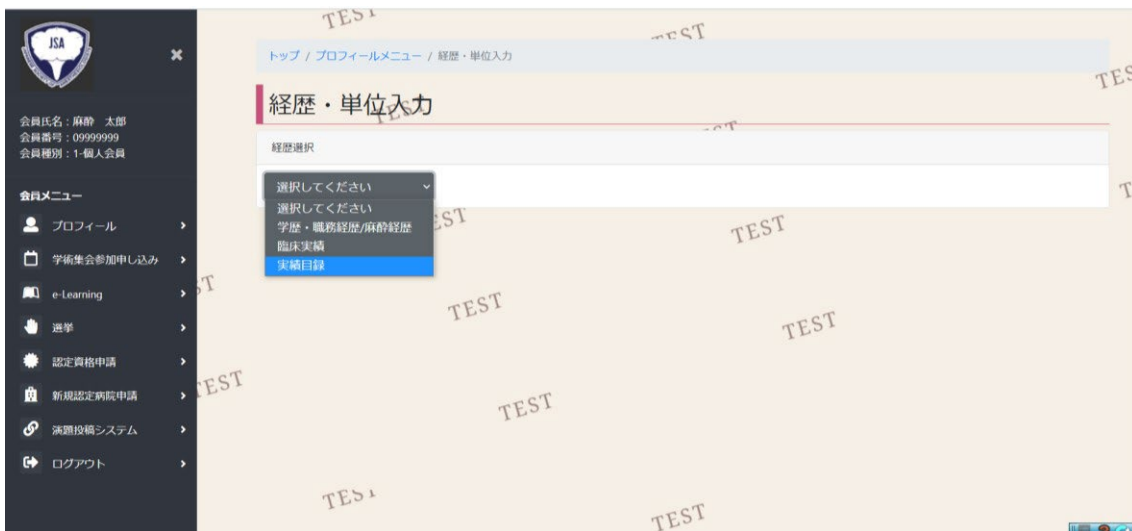 JSA
会員氏名：麻酔 太郎
会員番号：09999999
会員種別：1-個人会員
会員メニュー
プロフィール
学術集会参加申し込み
e-Learning
選挙
認定資格申請
新規認定病院申請
演題投稿システム
ログアウト
トップ / プロフィールメニュー / 経歴・単位入力
経歴・単位入力
経歴選択
選択してください
選択してください
学歴・職務経歴/麻酔経歴
臨床実績
実績目録
TEST
TEST
TES
TEST
TEST
T
EST
TEST
T
TEST
TEST
TEST
TEST
TEST
TEST